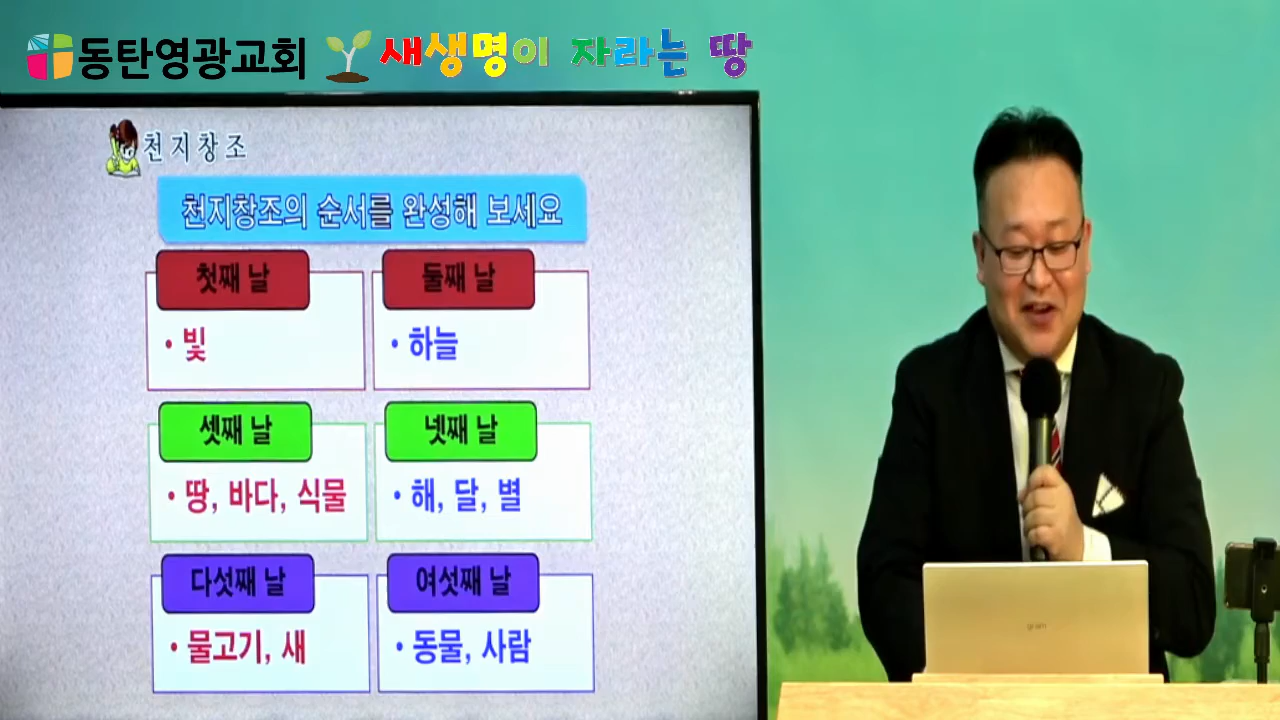 동탄영광교회 새생명이 자라는 땅
천지창조
천지창조의 순서를 완성해 보세요
첫째 날 둘째 날
• 빛 • 하늘
셋째 날 넷째 날
• 땅, 바다, 식물 • 해, 달, 별
다섯째 날 여섯째 날
• 물고기, 새 • 동물, 사람
gram